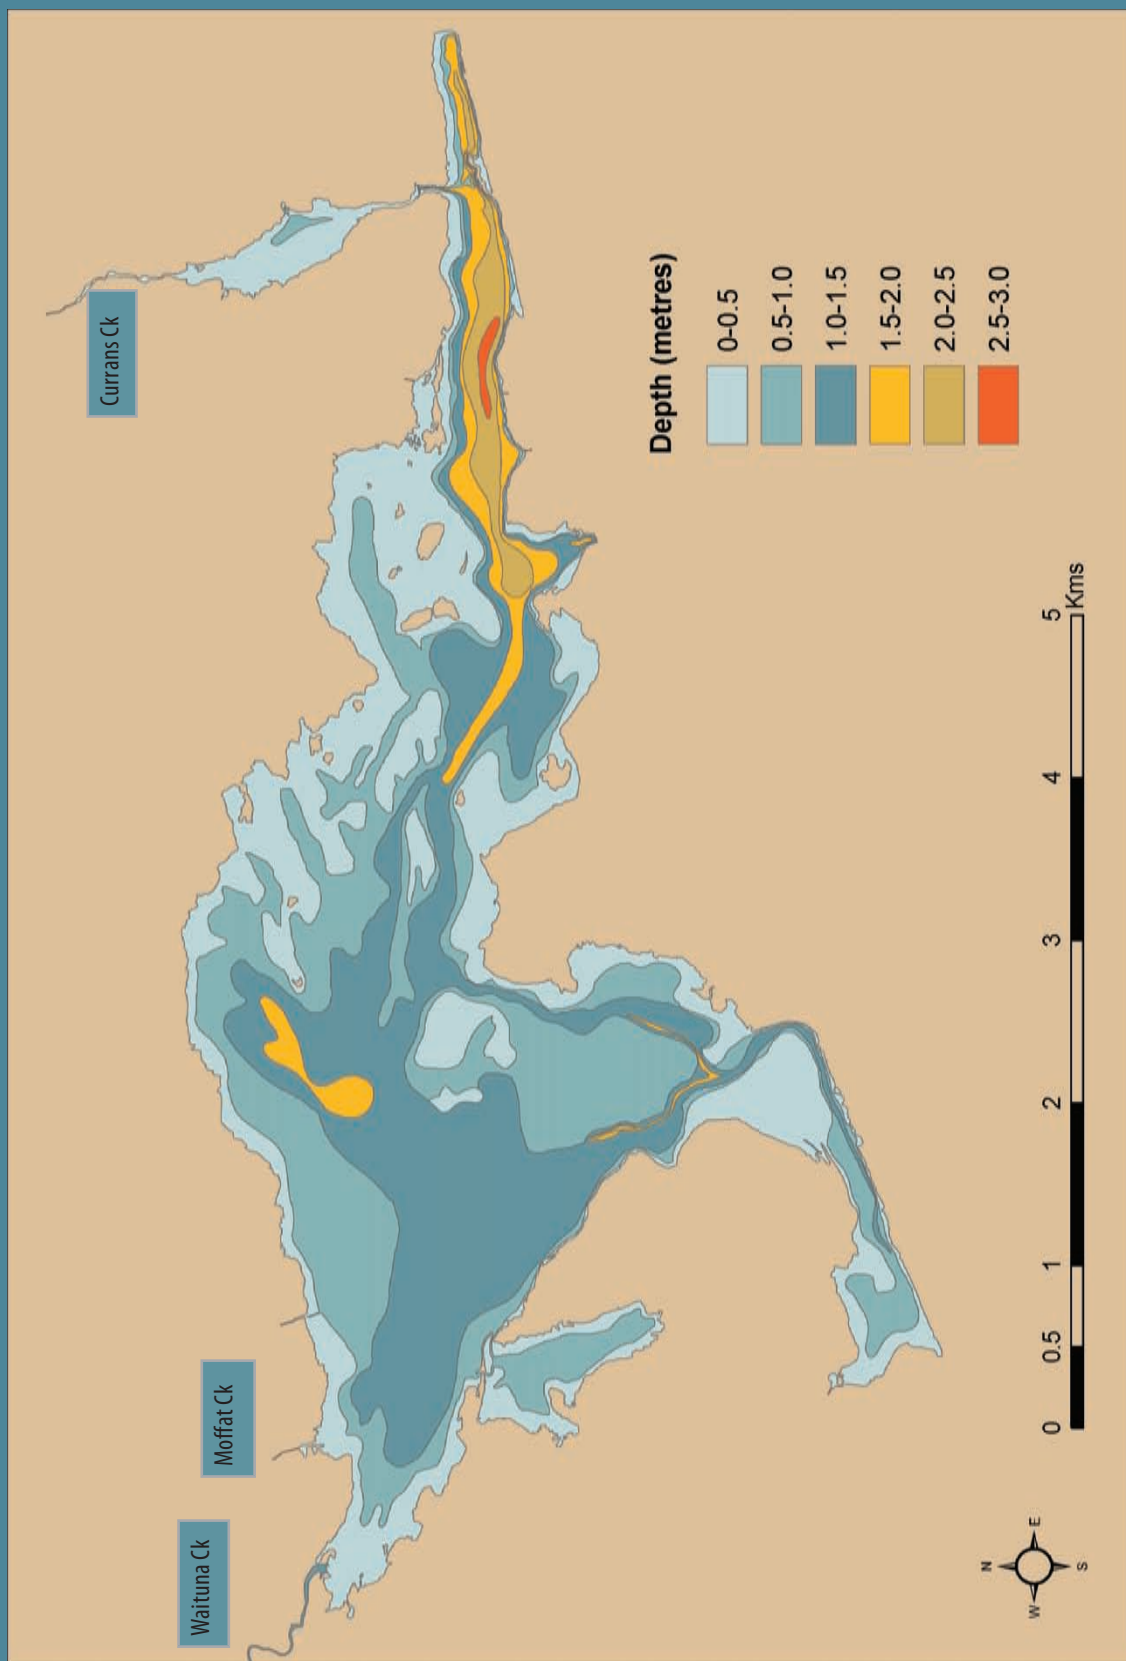 Waituna Ck
Moffat Ck
Currans Ck
Depth (metres)
0-0.5
0.5-1.0
1.0-1.5
1.5-2.0
2.0-2.5
2.5-3.0
0 0.5 1 2 3 4 5
Kms
N
W E
S